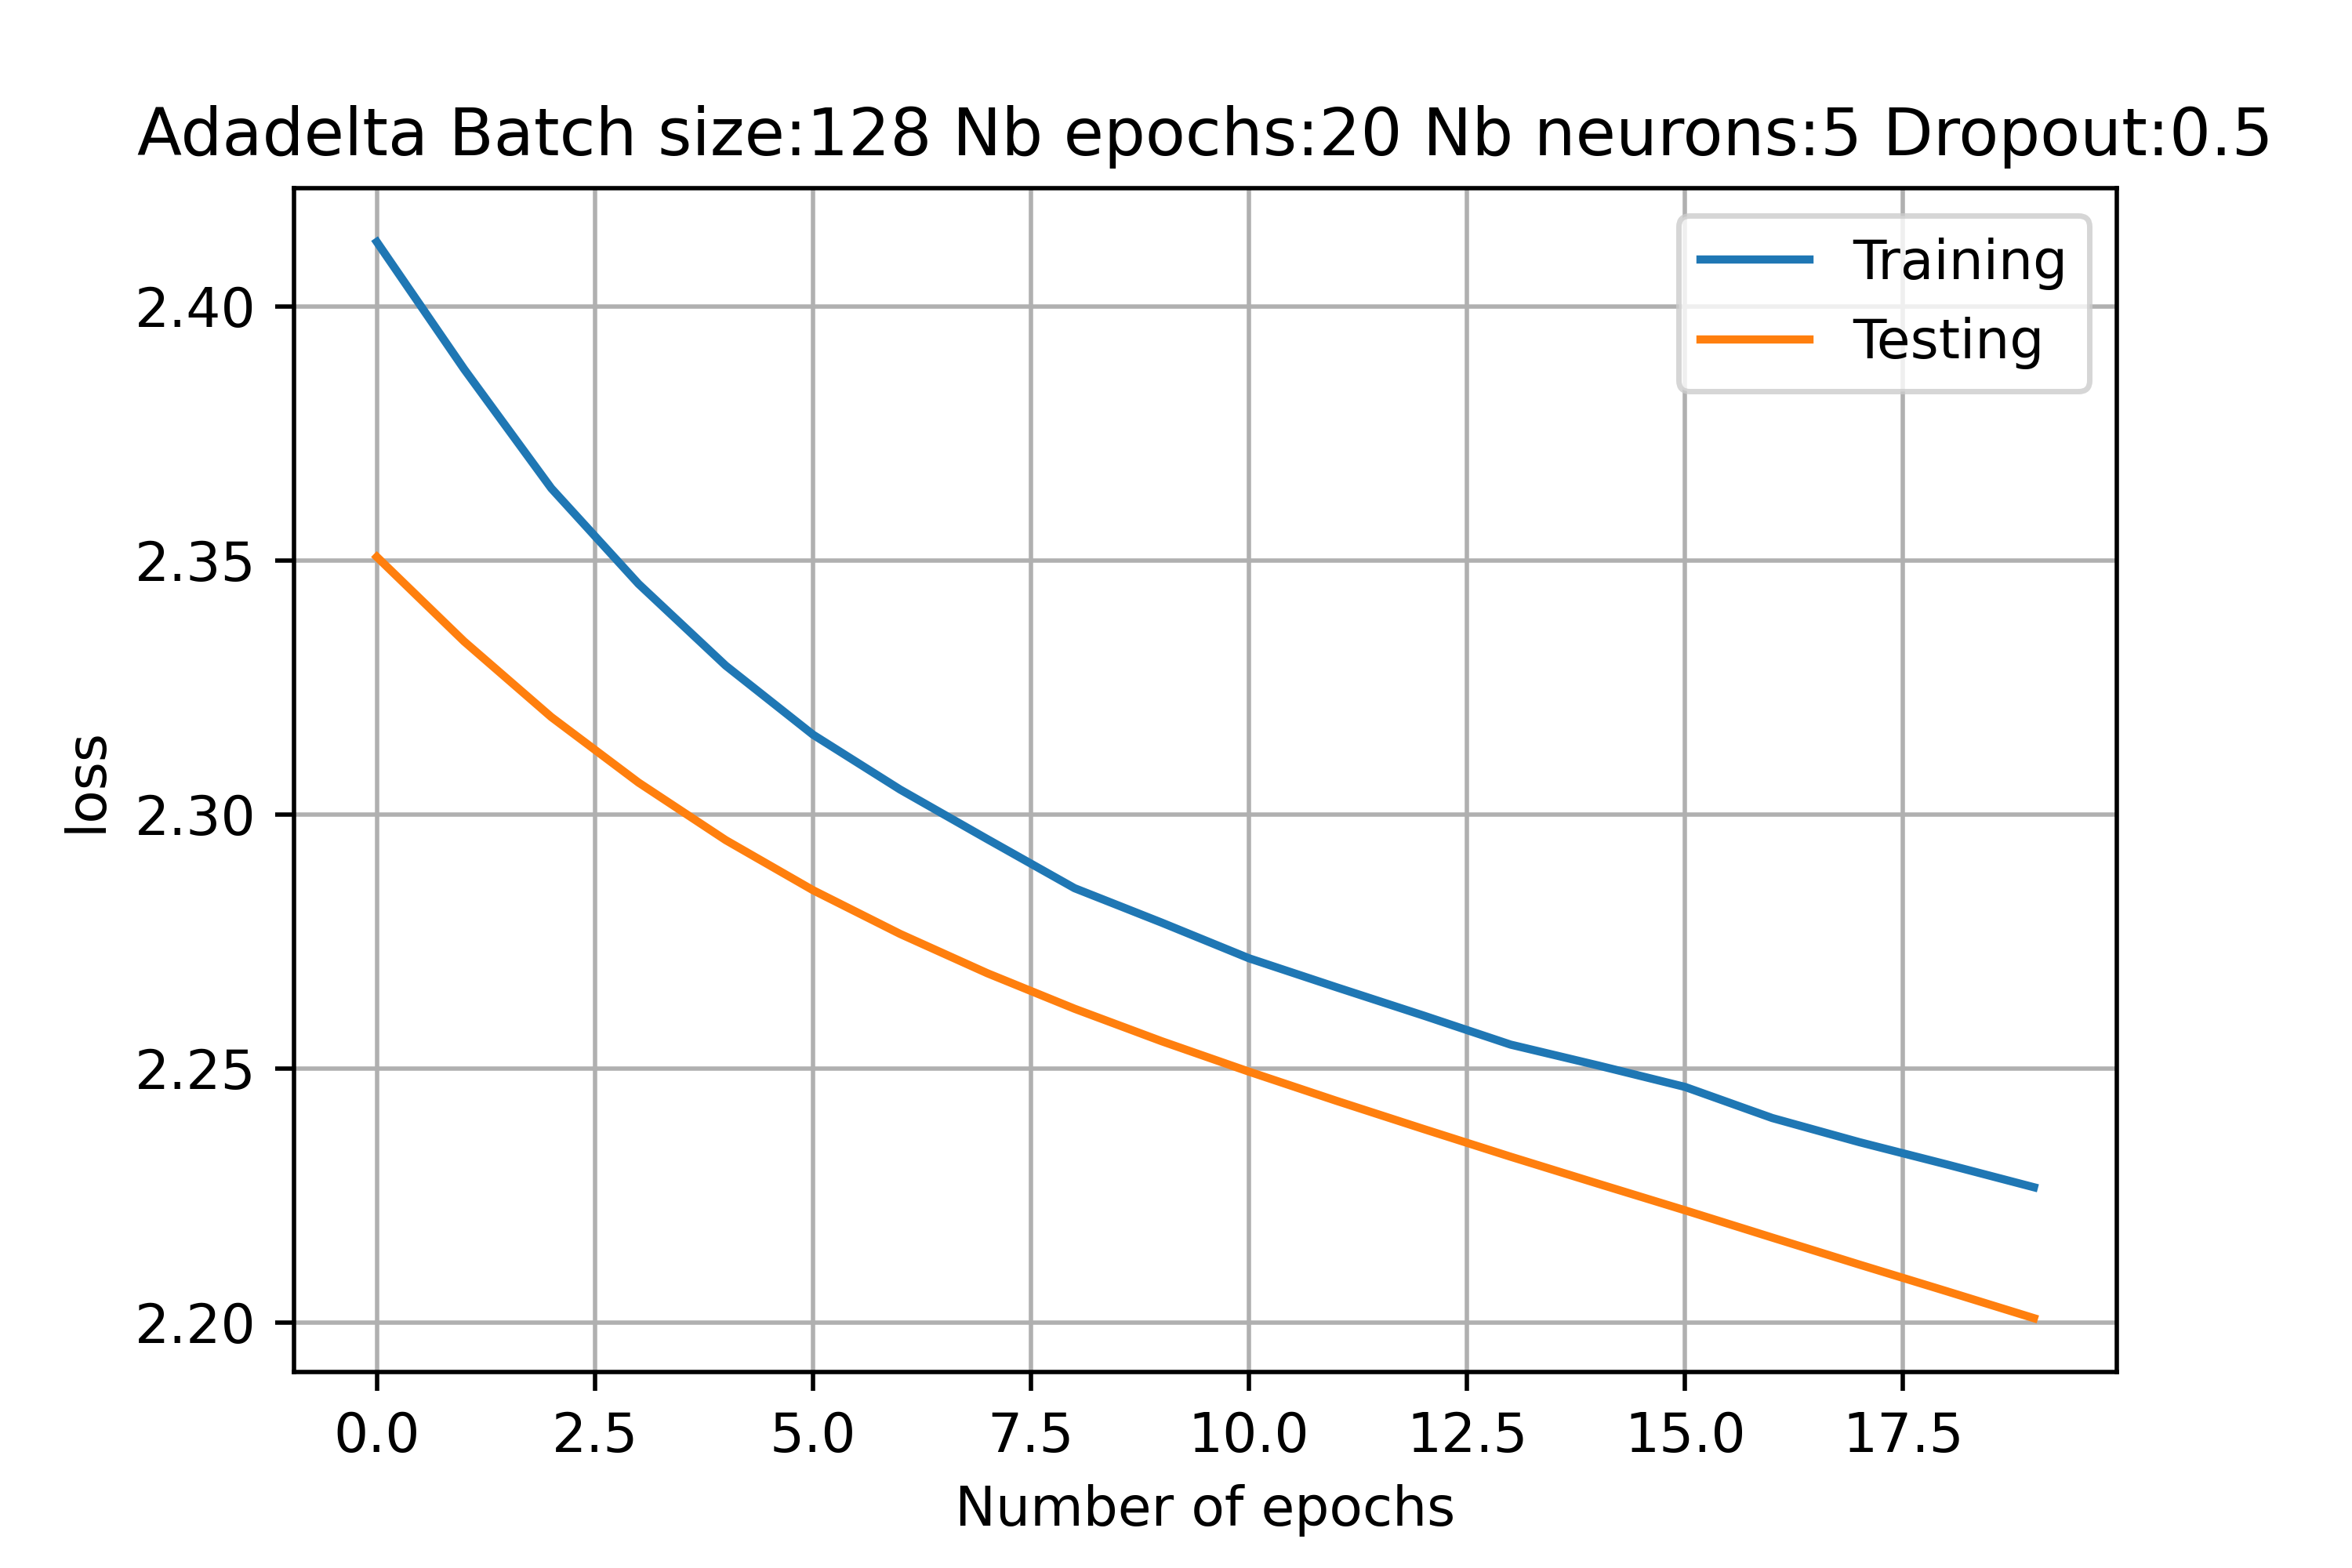 Adadelta Batch size:128 Nb epochs:20 Nb neurons:5 Dropout:0.5
Training
Testing
2.40
2.35
2.30
2.25
2.20
loss
0.0 2.5 5.0 7.5 10.0 12.5 15.0 17.5
Number of epochs